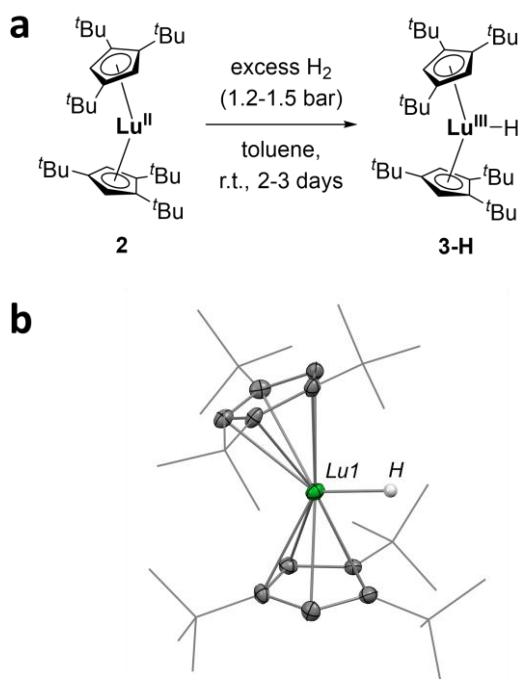 a
tBu
tBu
tBu
LuII
tBu
tBu
tBu
2
excess H2
(1.2-1.5 bar)
toluene,
r.t., 2-3 days
tBu
tBu
tBu
LuIII–H
tBu
tBu
tBu
3-H
b
Lu1
H